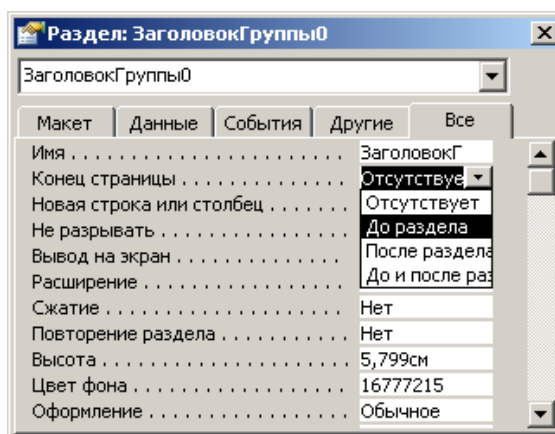 Раздел: ЗаголовокГруппы0
ЗаголовокГруппы0
Макет Данные События Другие Все
Имя . . . . . . . . . . . . . . . . . . . . . . . ЗаголовокГ
Конец страницы . . . . . . . . . . . . . Отсутствуе
Новая строка или столбец . . . . . . . Отсутствует
Не разрывать . . . . . . . . . . . . . . . До раздела
Вывод на экран . . . . . . . . . . . . . . После раздела
Расширение . . . . . . . . . . . . . . . . До и после раз
Сжатие . . . . . . . . . . . . . . . . . . . . Нет
Повторение раздела . . . . . . . . . . Нет
Высота . . . . . . . . . . . . . . . . . . . . 5,799см
Цвет фона . . . . . . . . . . . . . . . . . 16777215
Оформление . . . . . . . . . . . . . . . . Обычное